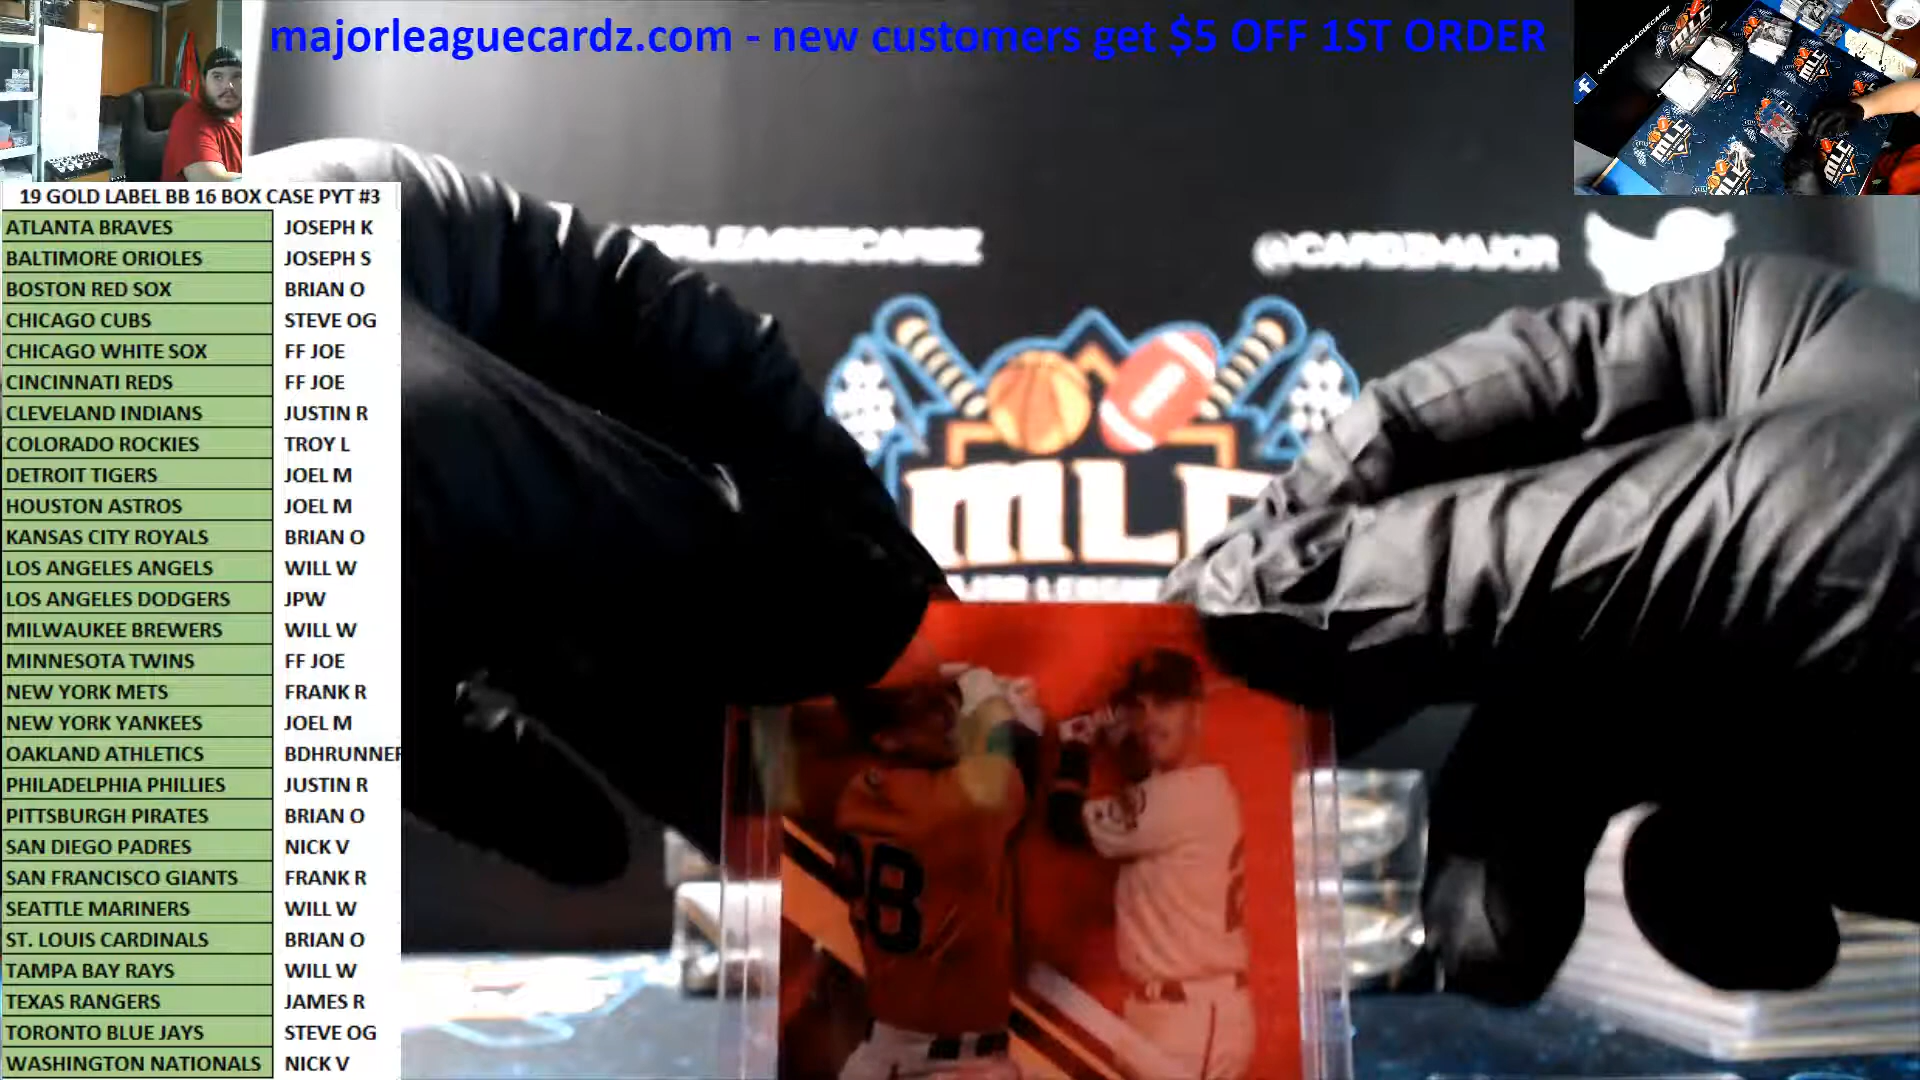 majorleaguecardz.com - new customers get $5 OFF 1ST ORDER
19 GOLD LABEL BB 16 BOX CASE PYT #3
ATLANTA BRAVES JOSEPH K
BALTIMORE ORIOLES JOSEPH S
BOSTON RED SOX BRIAN O
CHICAGO CUBS STEVE OG
CHICAGO WHITE SOX FF JOE
CINCINNATI REDS FF JOE
CLEVELAND INDIANS JUSTIN R
COLORADO ROCKIES TROY L
DETROIT TIGERS JOEL M
HOUSTON ASTROS JOEL M
KANSAS CITY ROYALS BRIAN O
LOS ANGELES ANGELS WILL W
LOS ANGELES DODGERS JPW
MILWAUKEE BREWERS WILL W
MINNESOTA TWINS FF JOE
NEW YORK METS FRANK R
NEW YORK YANKEES JOEL M
OAKLAND ATHLETICS BDHRUNNER
PHILADELPHIA PHILLIES JUSTIN R
PITTSBURGH PIRATES BRIAN O
SAN DIEGO PADRES NICK V
SAN FRANCISCO GIANTS FRANK R
SEATTLE MARINERS WILL W
ST. LOUIS CARDINALS BRIAN O
TAMPA BAY RAYS WILL W
TEXAS RANGERS JAMES R
TORONTO BLUE JAYS STEVE OG
WASHINGTON NATIONALS NICK V
@CARDZMAJOR
MLC
28
@MAJORLEAGUECARDZ
MLC
MLC
MLC
MLC